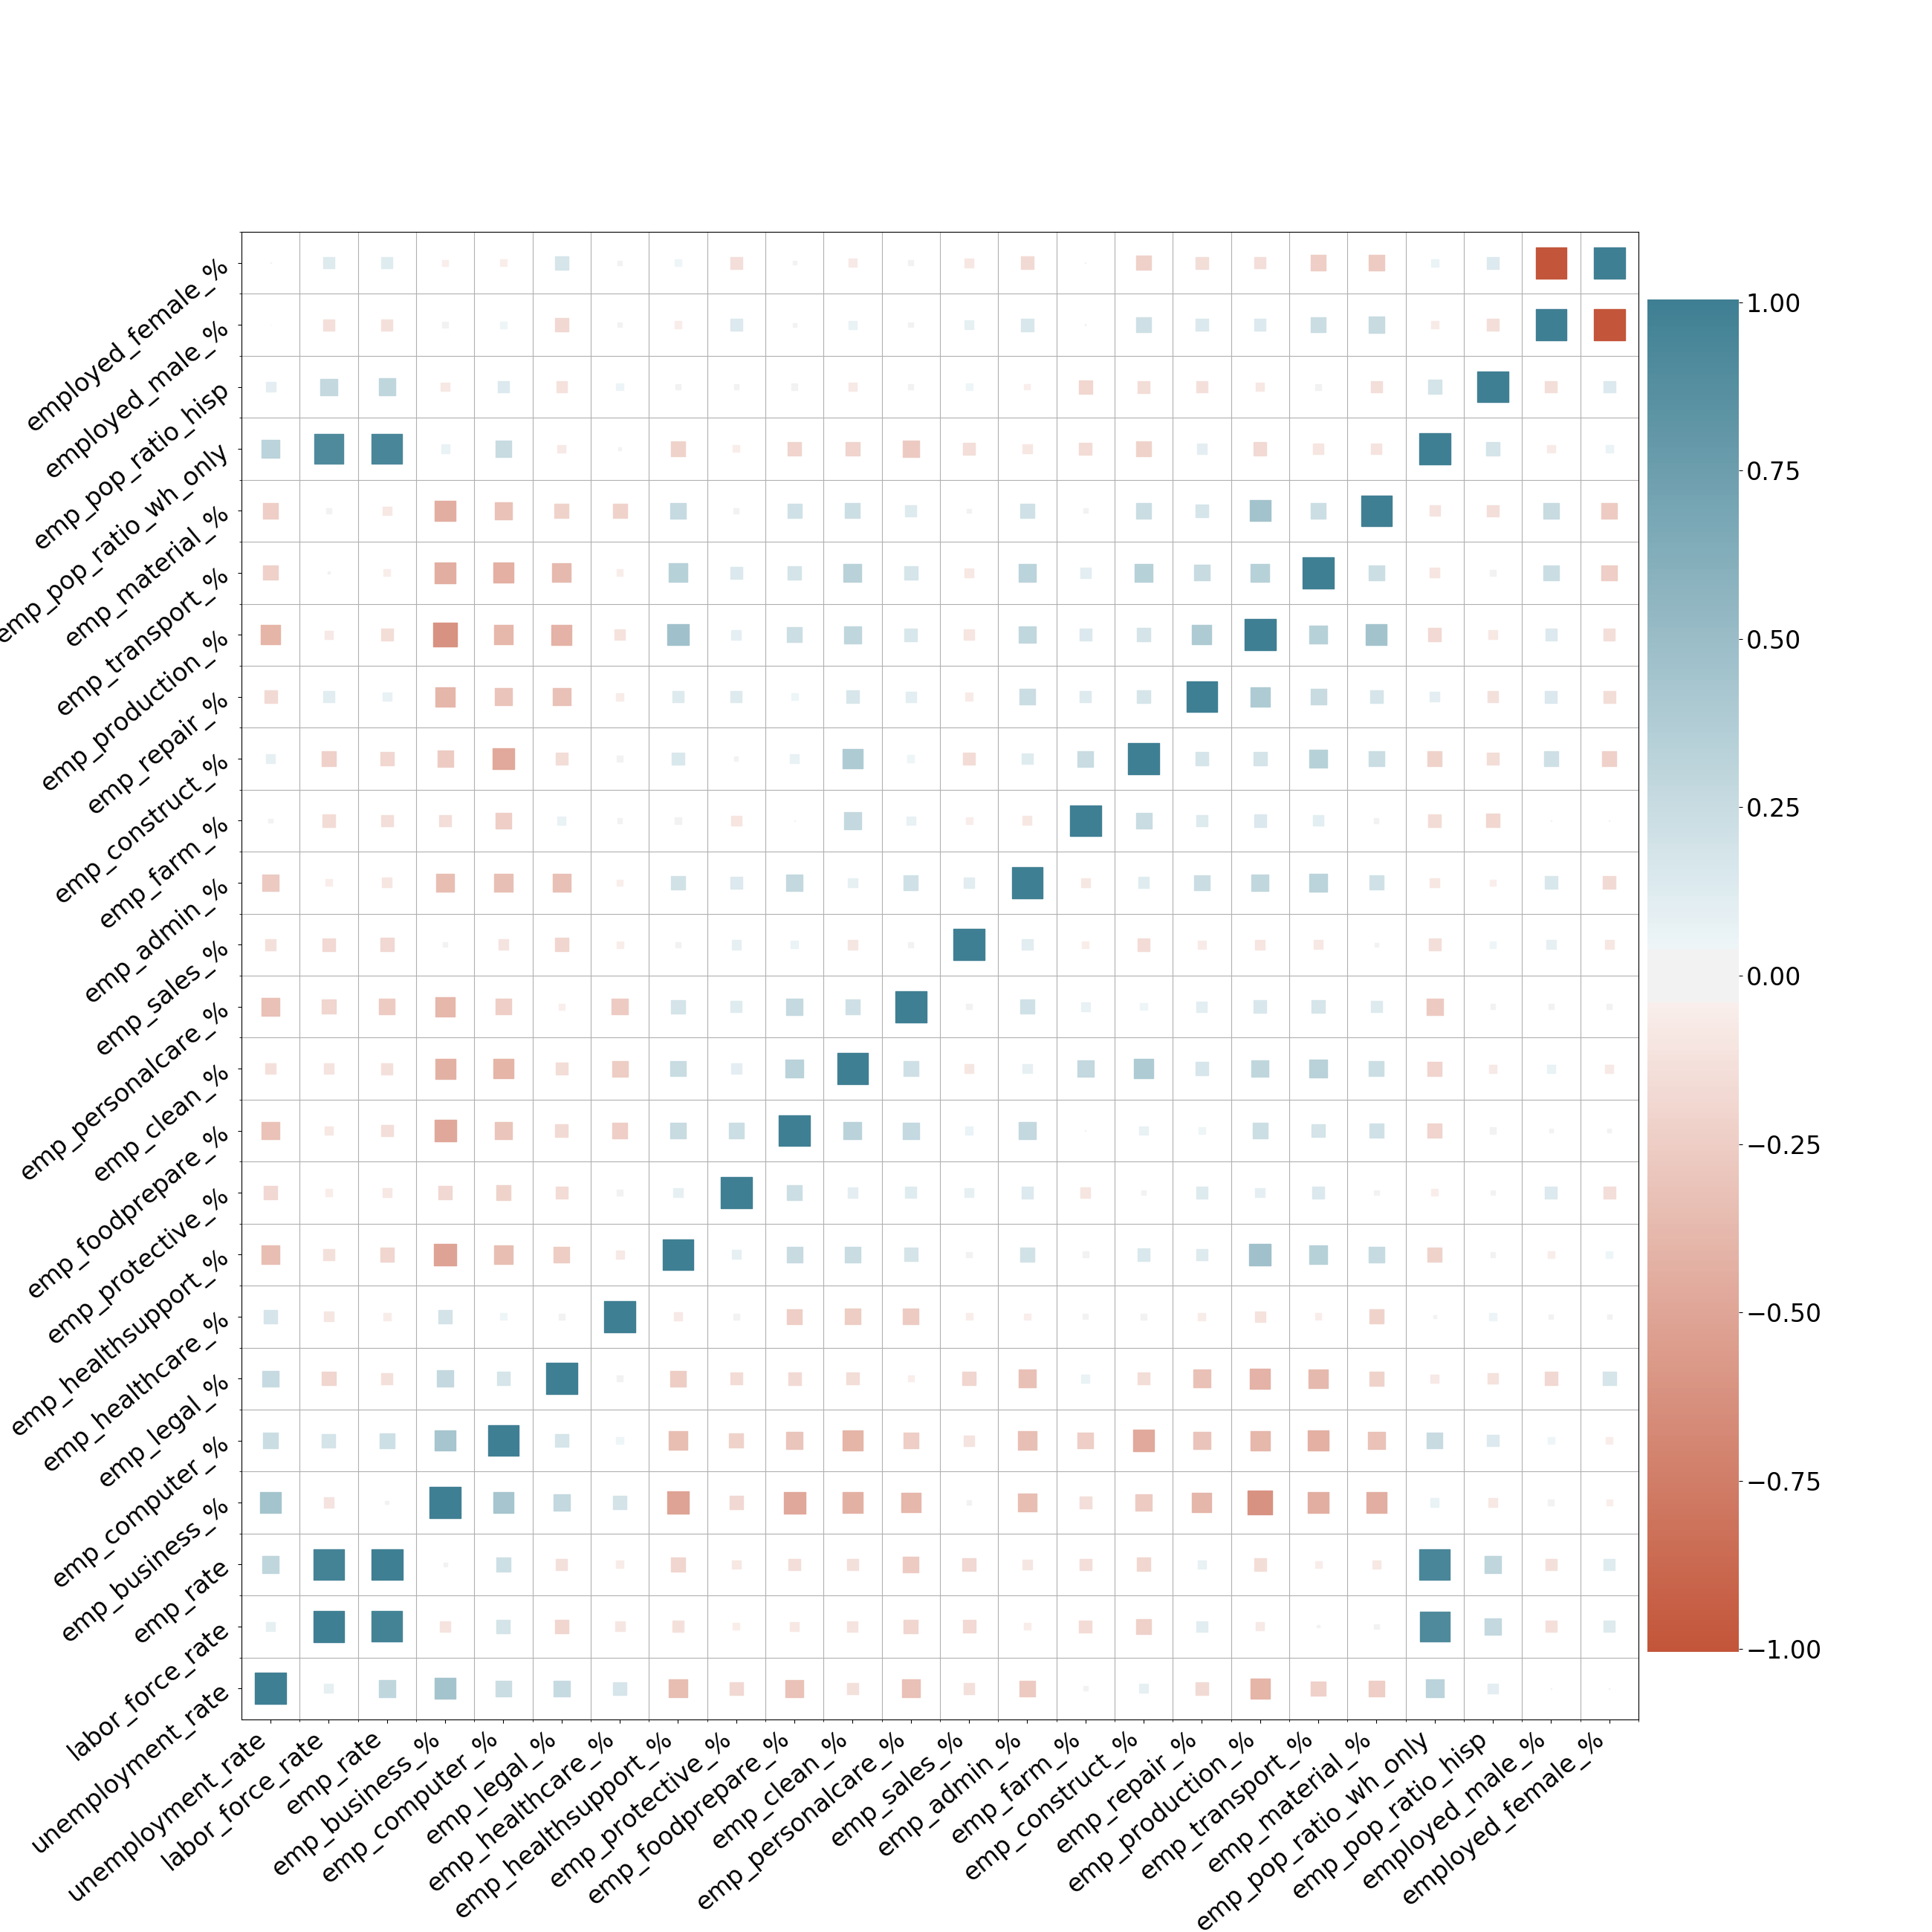 employed_female_%
employed_male_%
emp_pop_ratio_hisp
emp_pop_ratio_wh_only
emp_material_%
emp_transport_%
emp_production_%
emp_repair_%
emp_construct_%
emp_farm_%
emp_admin_%
emp_sales_%
emp_personalcare_%
emp_clean_%
emp_foodprepare_%
emp_protective_%
emp_healthsupport_%
emp_healthcare_%
emp_legal_%
emp_computer_%
emp_business_%
emp_rate
labor_force_rate
unemployment_rate
unemployment_rate
labor_force_rate
emp_rate
emp_business_%
emp_computer_%
emp_legal_%
emp_healthcare_%
emp_healthsupport_%
emp_protective_%
emp_foodprepare_%
emp_clean_%
emp_personalcare_%
emp_sales_%
emp_admin_%
emp_farm_%
emp_construct_%
emp_repair_%
emp_production_%
emp_transport_%
emp_material_%
emp_pop_ratio_wh_only
emp_pop_ratio_hisp
employed_male_%
employed_female_%
1.00
0.75
0.50
0.25
0.00
−0.25
−0.50
−0.75
−1.00